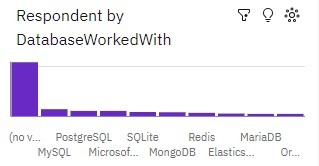 Respondent by
DatabaseWorkedWith
(no v... PostgreSQL SQLite Redis MariaDB
MySQL Microsof... MongoDB Elastics... Or...